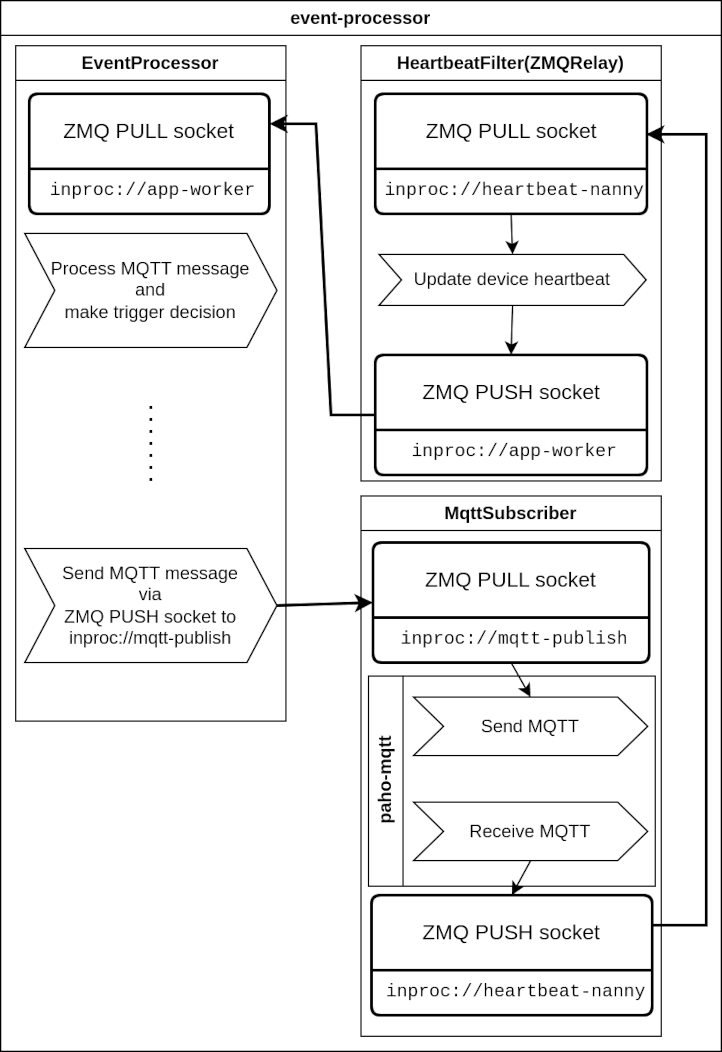 event-processor
EventProcessor
ZMQ PULL socket
inproc://app-worker
Process MQTT message
and
make trigger decision
Send MQTT message
via
ZMQ PUSH socket to
inproc://mqtt-publish
HeartbeatFilter(ZMQRelay)
ZMQ PULL socket
inproc://heartbeat-nanny
Update device heartbeat
ZMQ PUSH socket
inproc://app-worker
MqttSubscriber
ZMQ PULL socket
inproc://mqtt-publish
paho-mqtt
Send MQTT
Receive MQTT
ZMQ PUSH socket
inproc://heartbeat-nanny